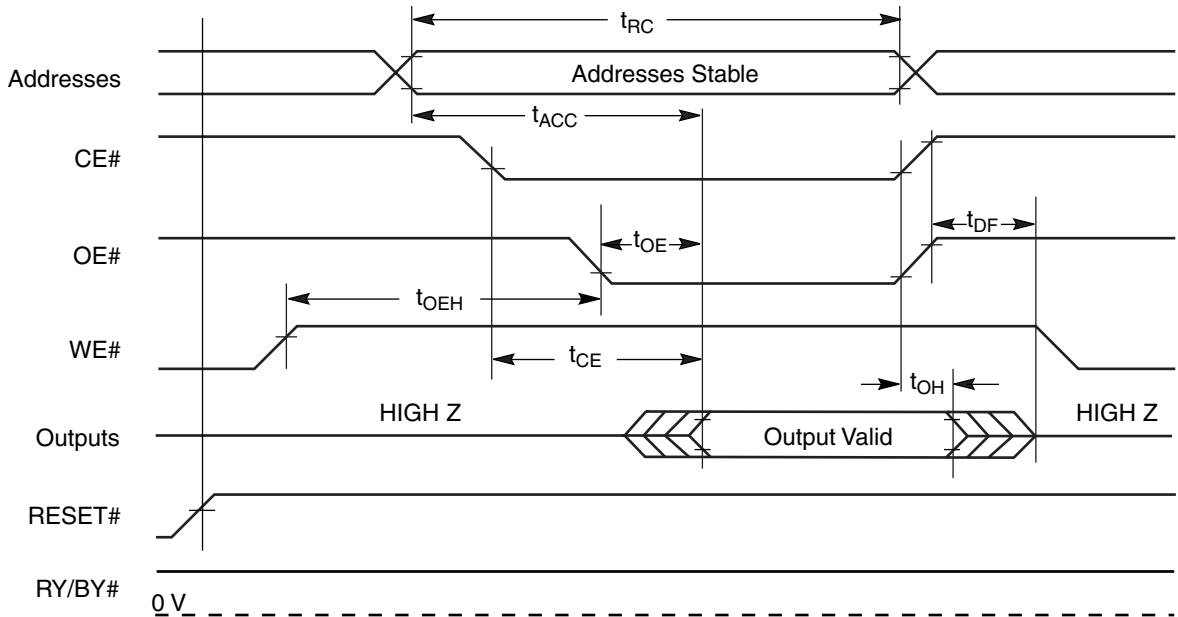 tRC
Addresses
Addresses Stable
tACC
CE#
tDF
OE#
tOE
tOEH
WE#
tCE
tOH
HIGH Z
HIGH Z
Outputs
Output Valid
RESET#
RY/BY#
0 V